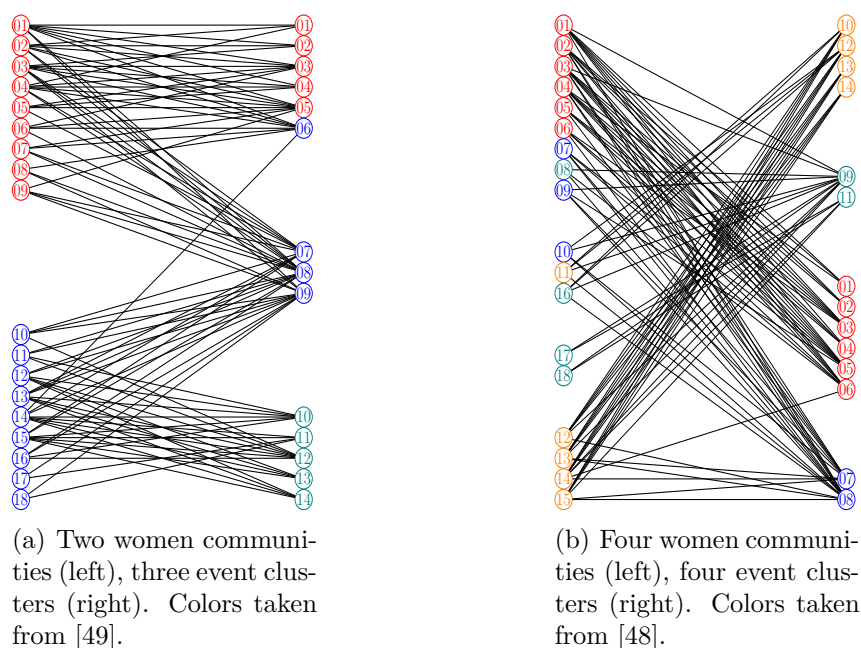 01 01 01 10
02 02 02 12
03 03 03 13
04 04 04 14
05 05 05
06 06 06
07 07
08 08 09
09 09 11
07 10
08 11 01
09 16 02
10 03
11 17 04
12 18 05
13 06
14 10
15 11 12
16 12 13
17 13 14 07
18 14 15 08
(a) Two women communi-
ties (left), three event clus-
ters (right). Colors taken
from [49].
(b) Four women communi-
ties (left), four event clus-
ters (right). Colors taken
from [48].